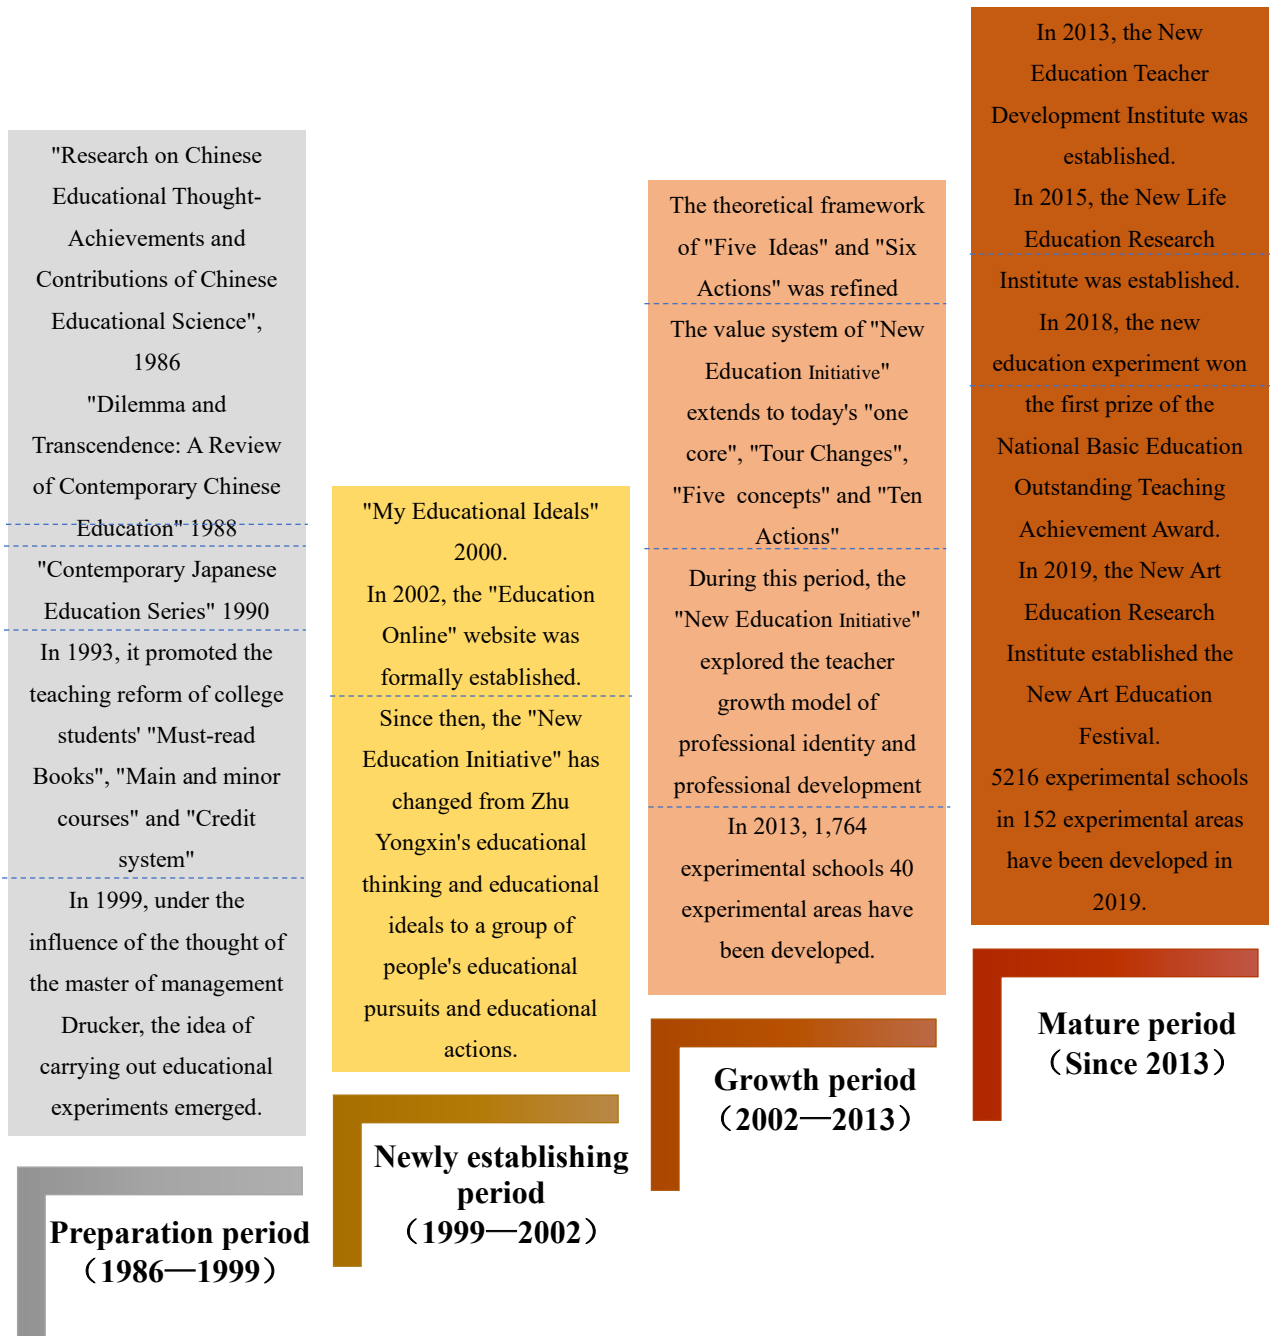 "Research on Chinese
Educational Thought-
Achievements and
Contributions of Chinese
Educational Science",
1986
"Dilemma and
Transcendence: A Review
of Contemporary Chinese
Education" 1988
"Contemporary Japanese
Education Series" 1990
In 1993, it promoted the
teaching reform of college
students' "Must-read
Books", "Main and minor
courses" and "Credit
system"
In 1999, under the
influence of the thought of
the master of management
Drucker, the idea of
carrying out educational
experiments emerged.
Preparation period
（1986—1999）
"My Educational Ideals"
2000.
In 2002, the "Education
Online" website was
formally established.
Since then, the "New
Education Initiative" has
changed from Zhu
Yongxin's educational
thinking and educational
ideals to a group of
people's educational
pursuits and educational
actions.
Newly establishing
period
（1999—2002）
The theoretical framework
of "Five Ideas" and "Six
Actions" was refined
The value system of "New
Education Initiative"
extends to today's "one
core", "Tour Changes",
"Five concepts" and "Ten
Actions"
During this period, the
"New Education Initiative"
explored the teacher
growth model of
professional identity and
professional development
In 2013, 1,764
experimental schools 40
experimental areas have
been developed.
Growth period
（2002—2013）
In 2013, the New
Education Teacher
Development Institute was
established.
In 2015, the New Life
Education Research
Institute was established.
In 2018, the new
education experiment won
the first prize of the
National Basic Education
Outstanding Teaching
Achievement Award.
In 2019, the New Art
Education Research
Institute established the
New Art Education
Festival.
5216 experimental schools
in 152 experimental areas
have been developed in
2019.
Mature period
（Since 2013）